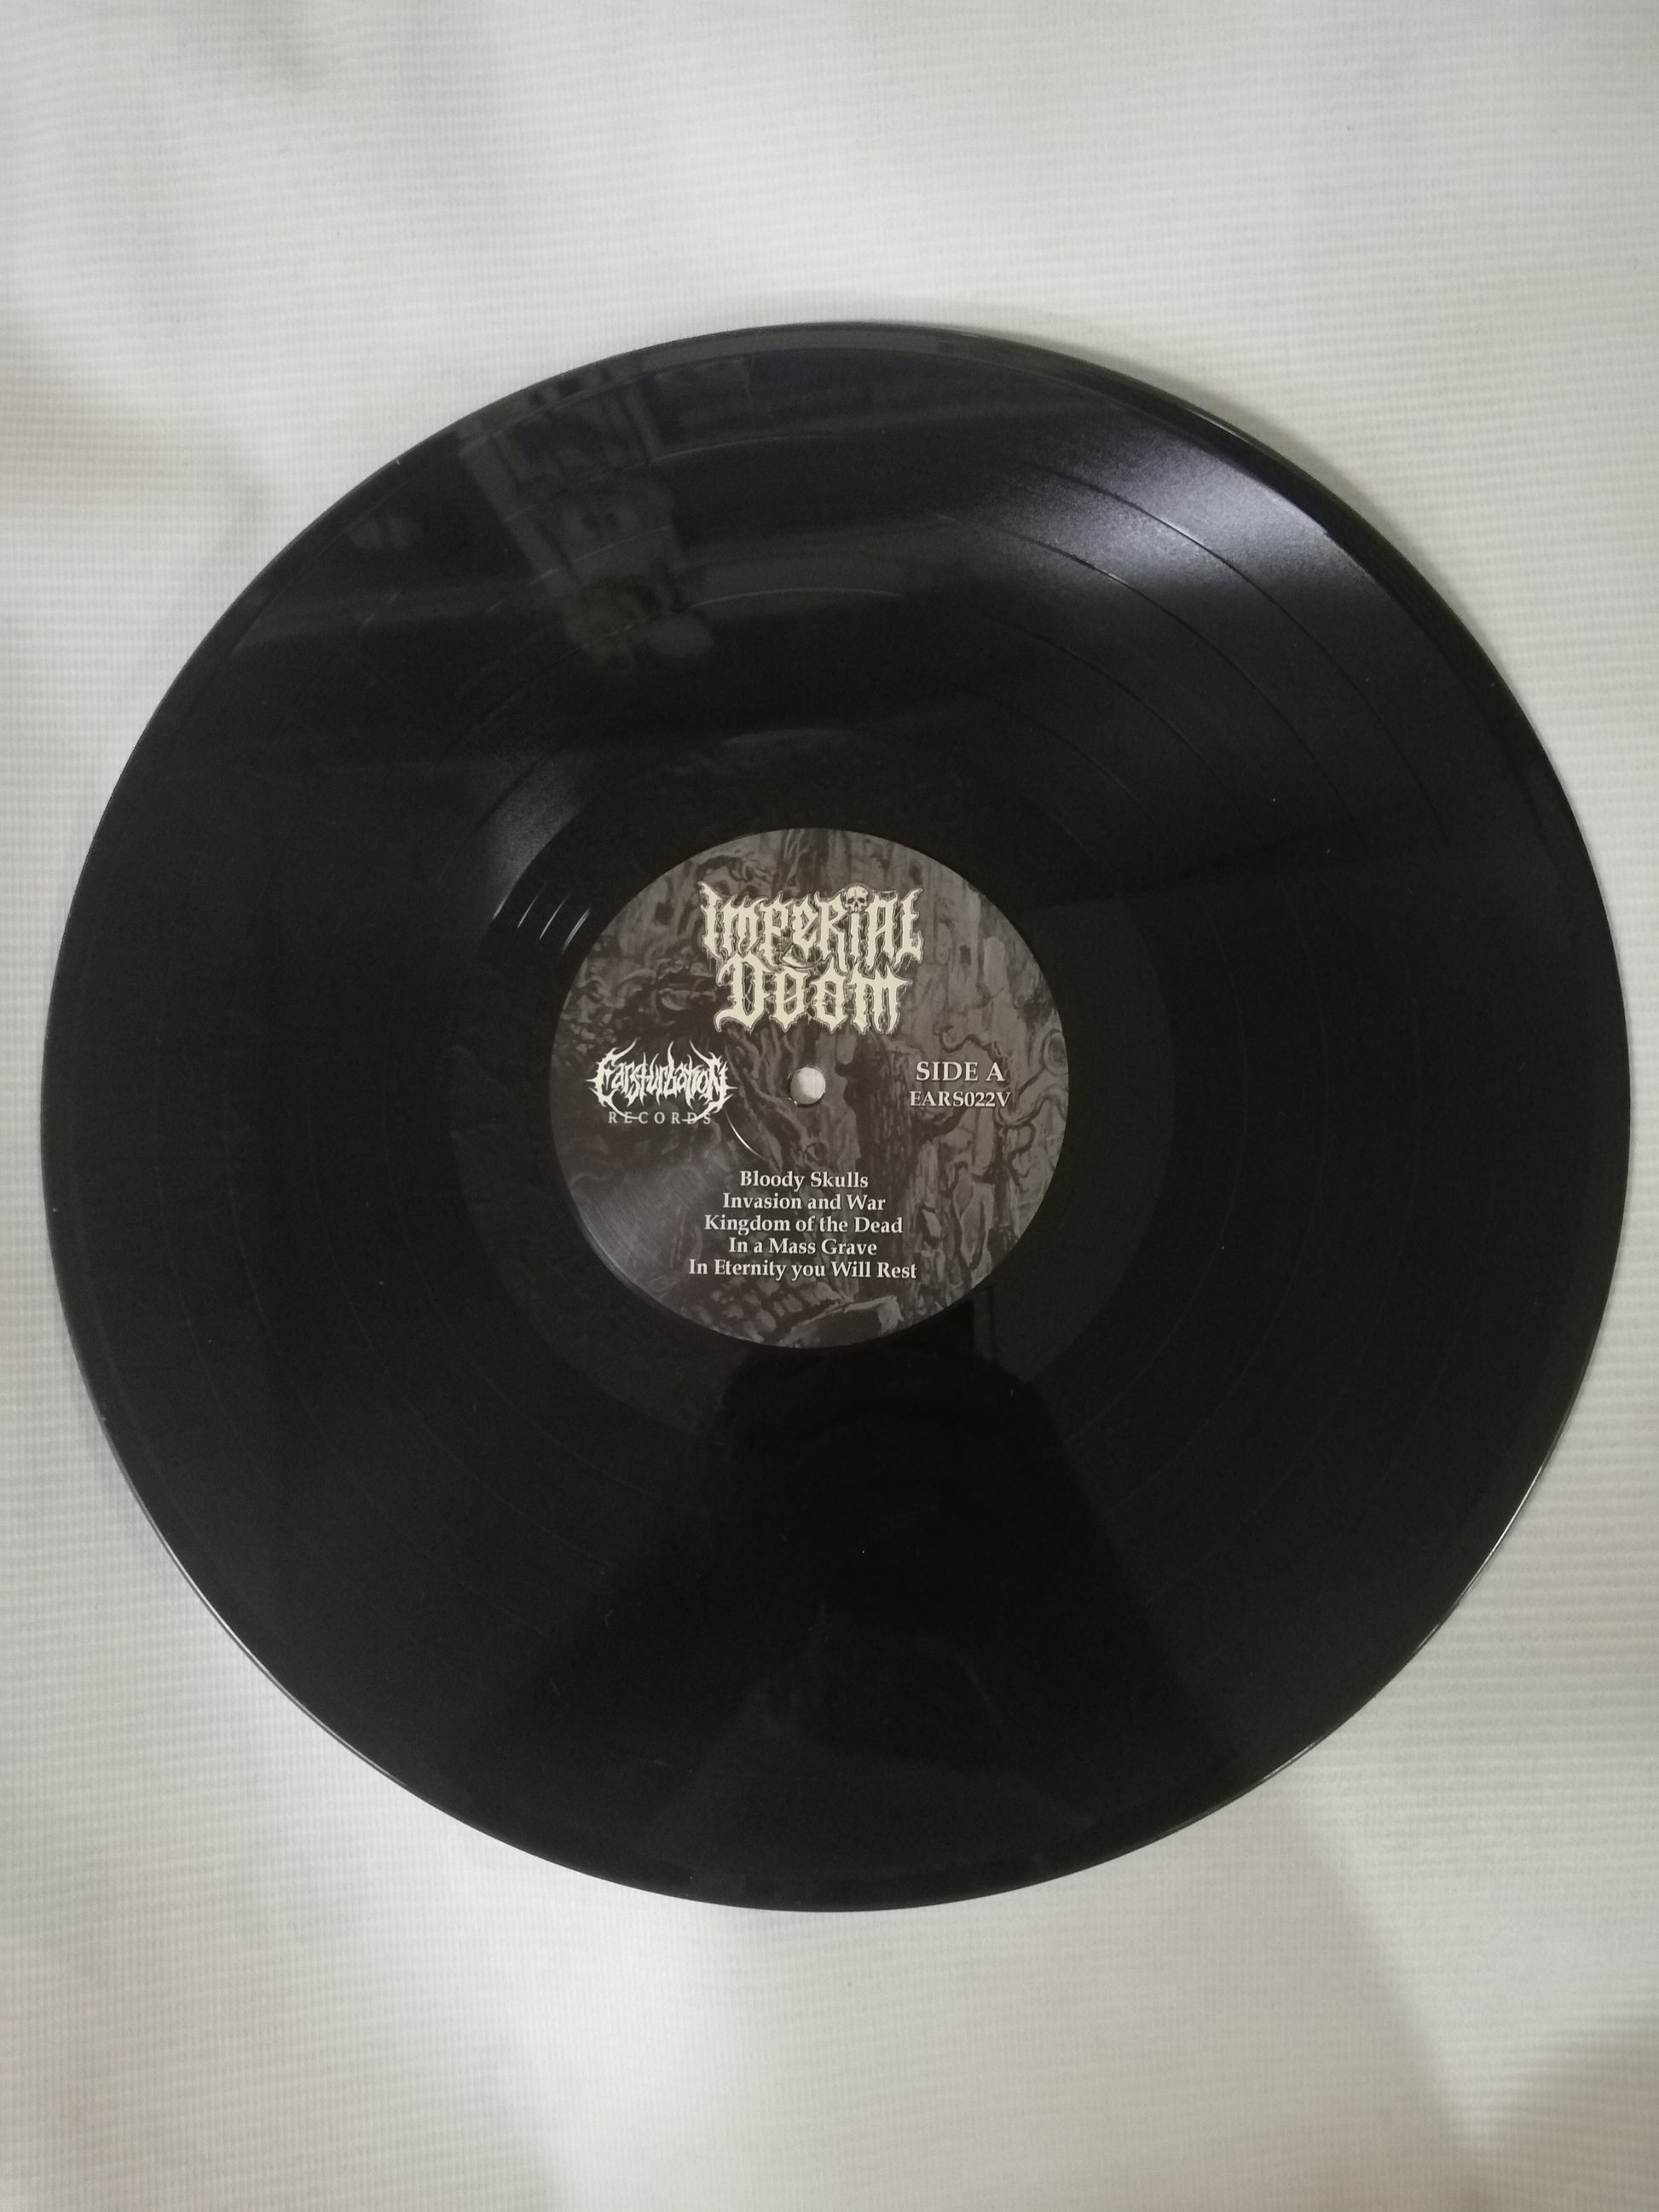 IMPERIAL
DOOM
Earsturbation
RECORDS
SIDE A
EARS022V
Bloody Skulls
Invasion and War
Kingdom of the Dead
In a Mass Grave
In Eternity you Will Rest